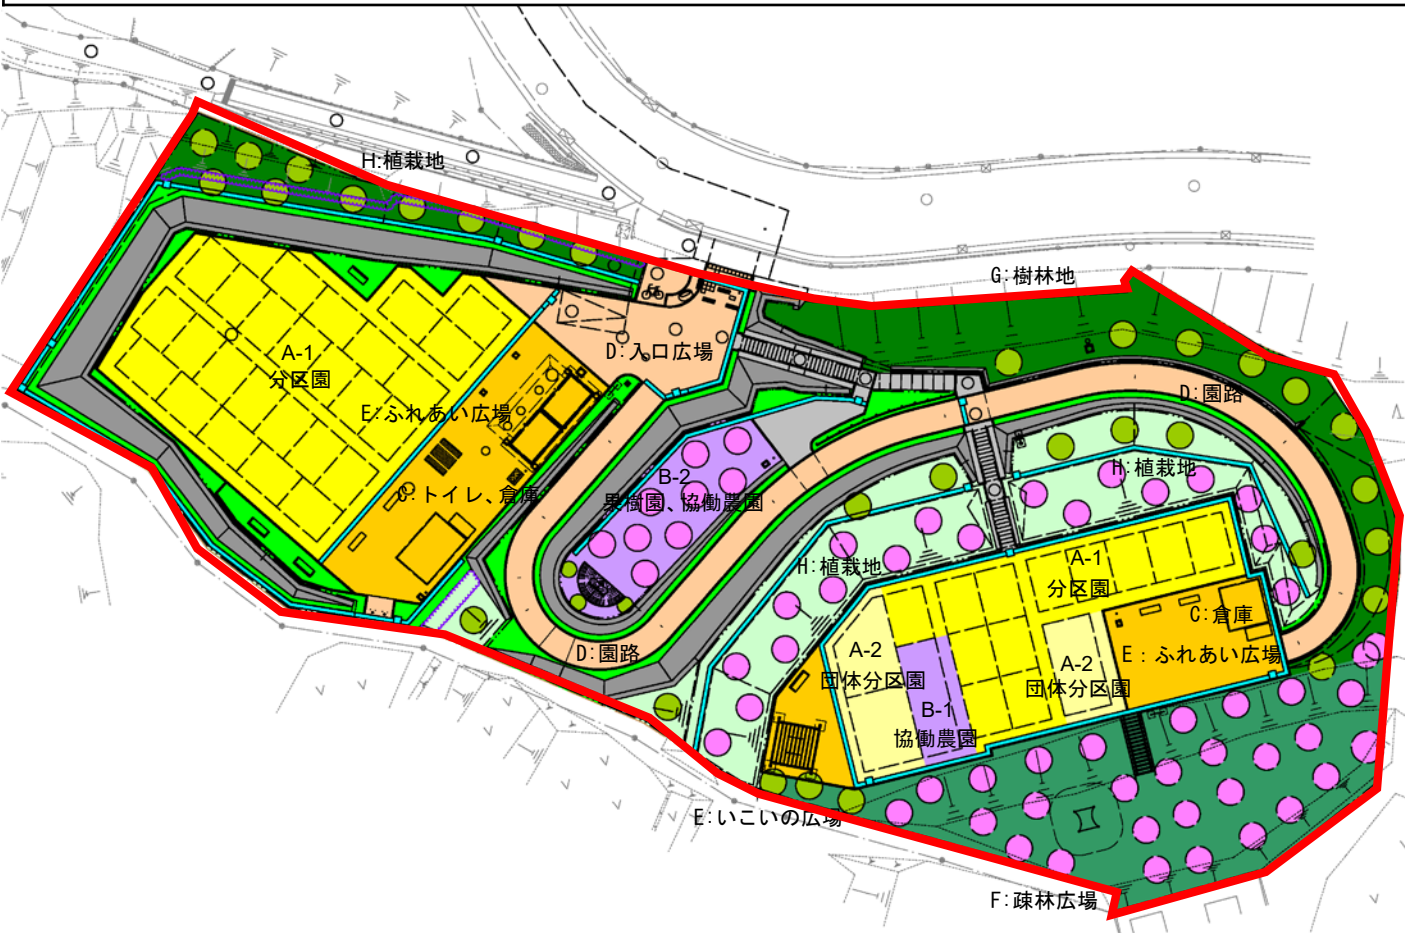 H:植栽地
G:樹林地
A-1
分区園
D:入口広場
E:ふれあい広場
D:園路
B-2
果樹園、協働農園
C:トイレ、倉庫
H:植栽地
H:植栽地
A-1
分区園
C:倉庫
A-2
団体分区園
A-2
団体分区園
E：ふれあい広場
D:園路
B-1
協働農園
E:いこいの広場
F:疎林広場